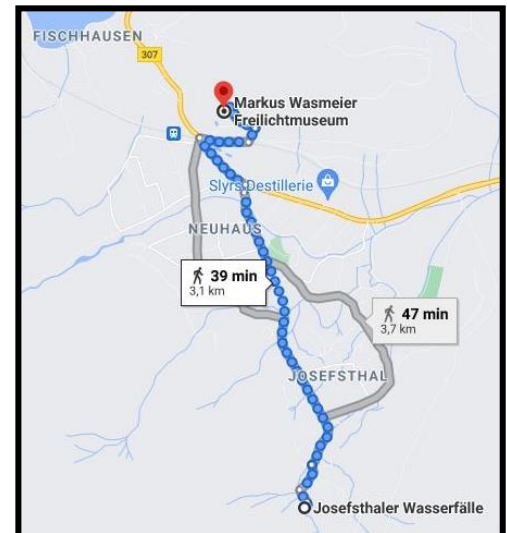 FISCHHAUSEN
307
Markus Wasmeier
Freilichtmuseum
Slyrs Destillerie
NEUHAUS
39 min
3,1 km
47 min
3,7 km
JOSEFSTHAL
Josefsthaler Wasserfälle